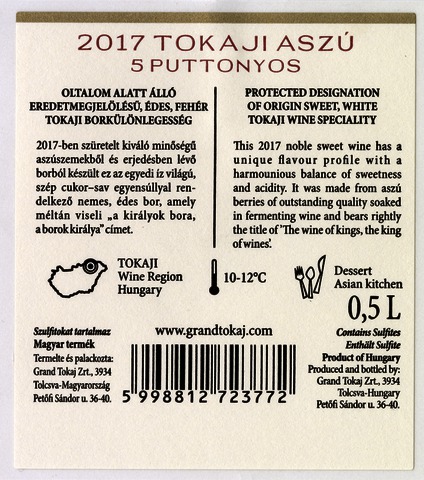 2017 TOKAJI ASZÚ
5 PUTTONYOS
OLTALOM ALATT ÁLLÓ
EREDETMEGJELÖLÉSŰ, ÉDES, FEHÉR
TOKAJI BORKÜLÖNLEGESSÉG
2017-ben szüretelt kiváló minőségű
aszúszemekből és erjedésben lévő
borból készült ez az egyedi íz világú,
szép cukor–sav egyensúllyal ren-
delkező nemes, édes bor, amely
méltán viseli „a királyok bora,
a borok királya” címet.
PROTECTED DESIGNATION
OF ORIGIN SWEET, WHITE
TOKAJI WINE SPECIALITY
This 2017 noble sweet wine has a
unique flavour profile with a
harmounious balance of sweetness
and acidity. It was made from aszú
berries of outstanding quality soaked
in fermenting wine and bears rightly
the title of 'The wine of kings, the king
of wines'.
TOKAJI
Wine Region
Hungary
10-12°C
Dessert
Asian kitchen
0,5 L
Szulfitokat tartalmaz
Magyar termék
Termelte és palackozta:
Grand Tokaj Zrt., 3934
Tolcsva-Magyarország
Petőfi Sándor u. 36-40.
www.grandtokaj.com
5 998812 723772
Contains Sulfites
Enthält Sulfite
Product of Hungary
Produced and bottled by:
Grand Tokaj Zrt., 3934
Tolcsva-Hungary
Petőfi Sándor u. 36-40.